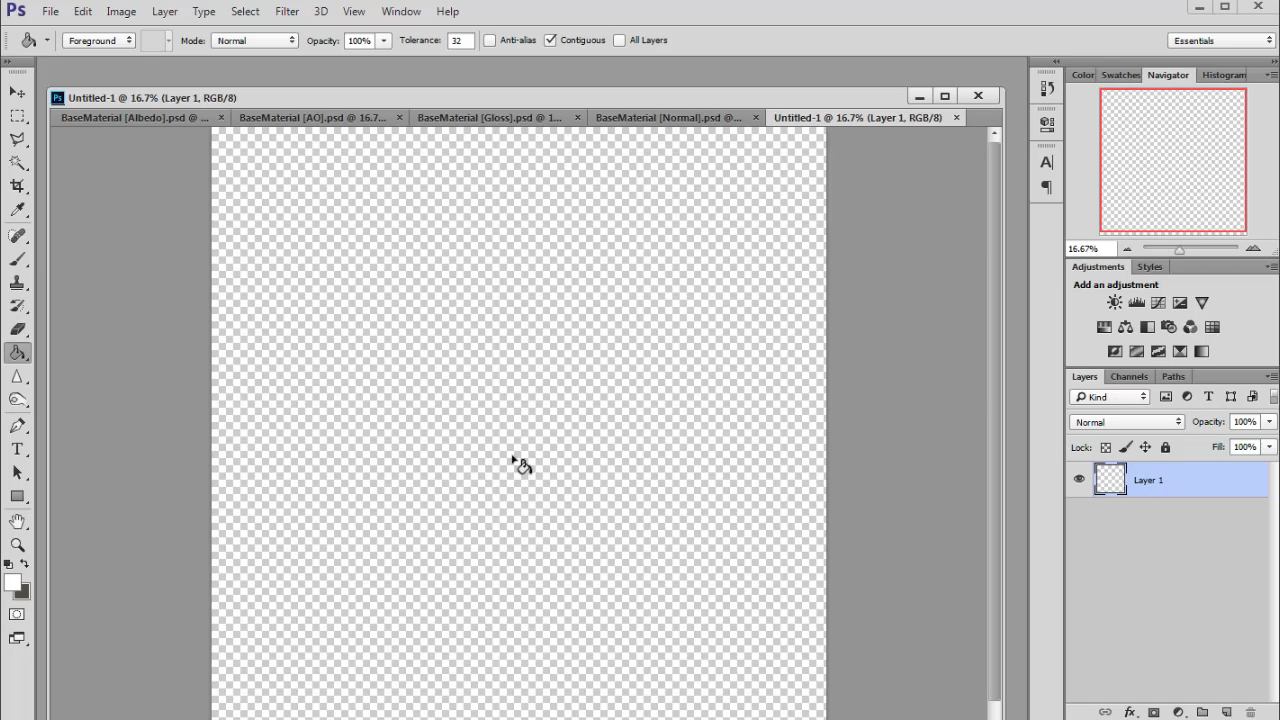 Ps File Edit Image Layer Type Select Filter 3D View Window Help
Foreground Mode: Normal Opacity: 100% Tolerance: 32 Anti-alias Contiguous All Layers Essentials
Color Swatches Navigator Histogram
Ps Untitled-1 @ 16.7% (Layer 1, RGB/8)
BaseMaterial [Albedo].psd @ ... BaseMaterial [AO].psd @ 16.7... BaseMaterial [Gloss].psd @ 1... BaseMaterial [Normal].psd @... Untitled-1 @ 16.7% (Layer 1, RGB/8)
A
16.67%
Adjustments Styles
Add an adjustment
Layers Channels Paths
Kind T
Normal Opacity: 100%
Lock: Fill: 100%
Layer 1
T
fx